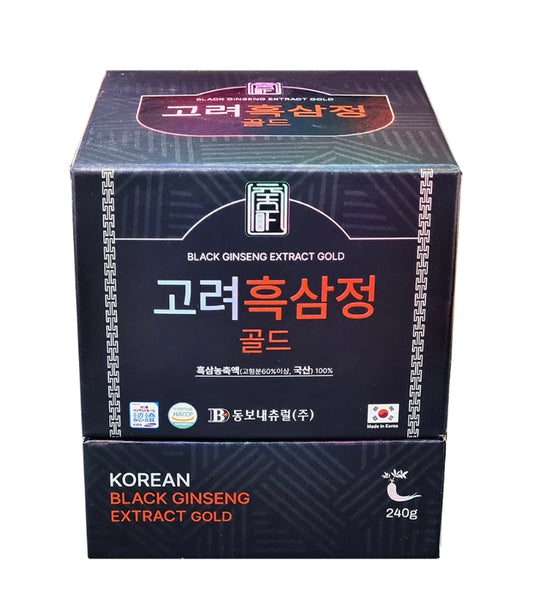 BLACK GINSENG EXTRACT GOLD
고려흑삼정
골드
BLACK GINSENG EXTRACT GOLD
고려흑삼정
골드
흑삼농축액(고형분60%이상, 국산) 100%
HACCP
B 동보내츄럴(주)
Made in Korea
KOREAN
BLACK GINSENG
EXTRACT GOLD
240g